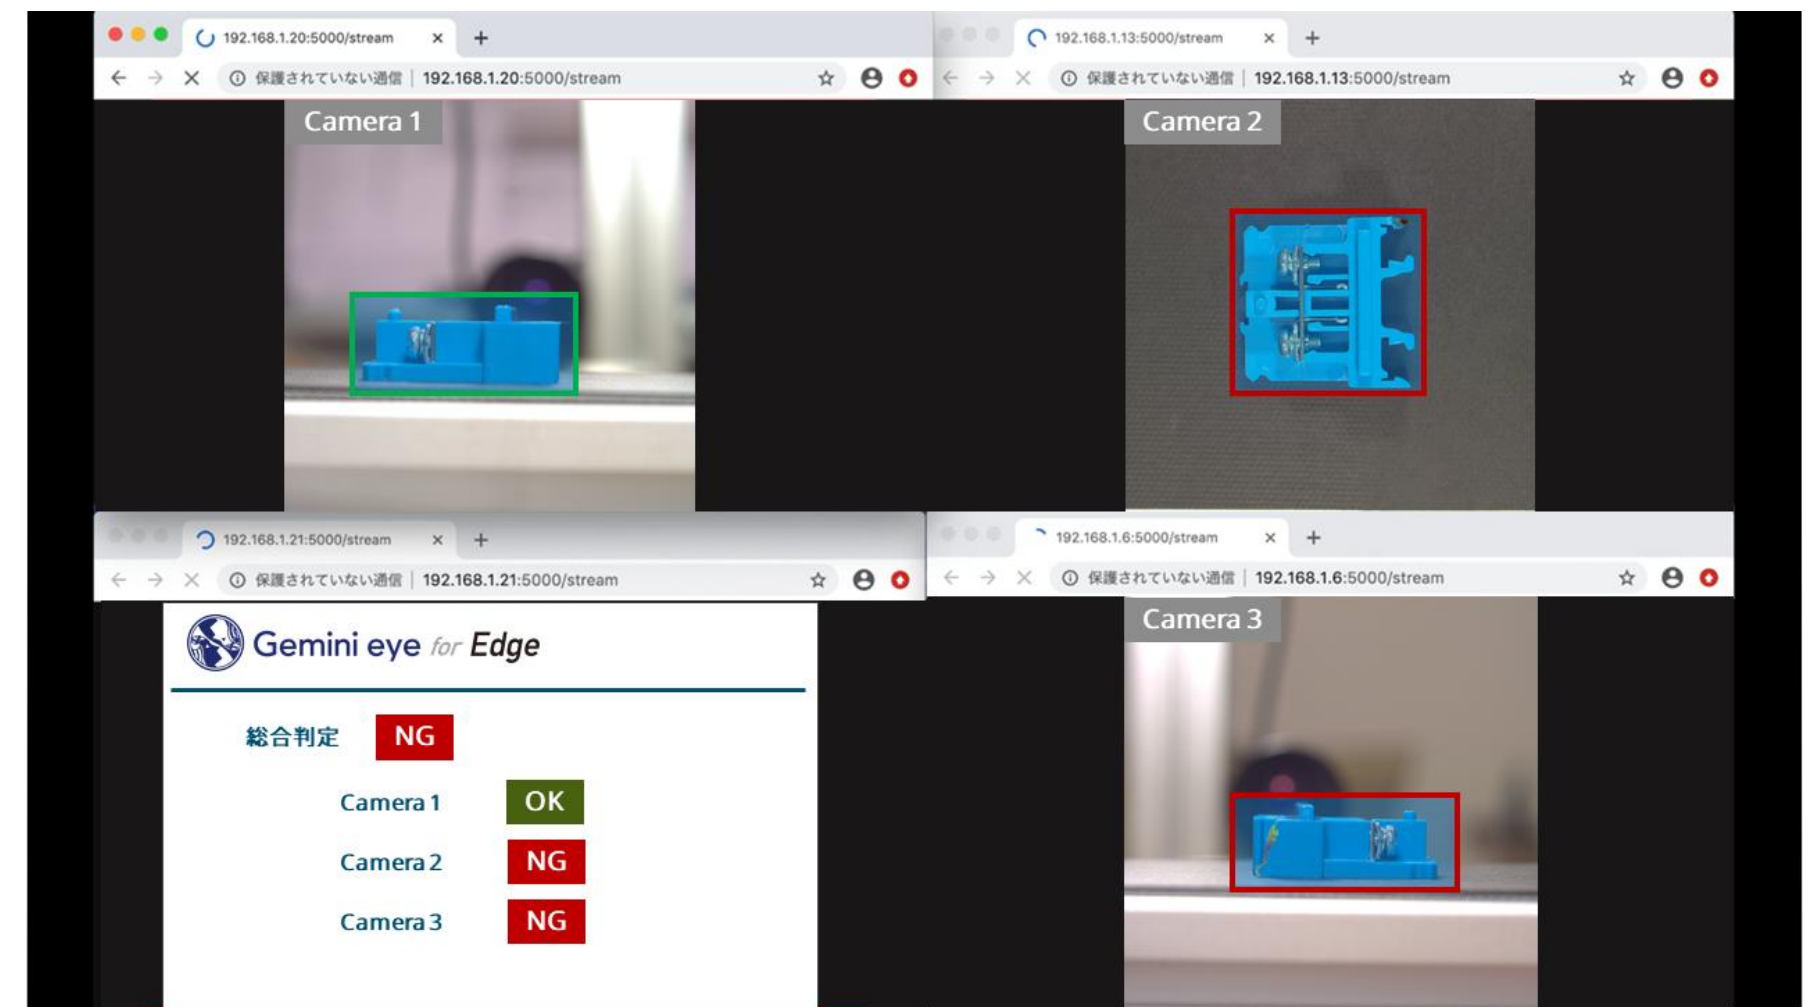 192.168.1.20:5000/stream
保護されていない通信 192.168.1.20:5000/stream
Camera 1
192.168.1.13:5000/stream
保護されていない通信 192.168.1.13:5000/stream
Camera 2
192.168.1.21:5000/stream
保護されていない通信 192.168.1.21:5000/stream
Gemini eye for Edge
総合判定 NG
Camera 1 OK
Camera 2 NG
Camera 3 NG
192.168.1.6:5000/stream
保護されていない通信 192.168.1.6:5000/stream
Camera 3